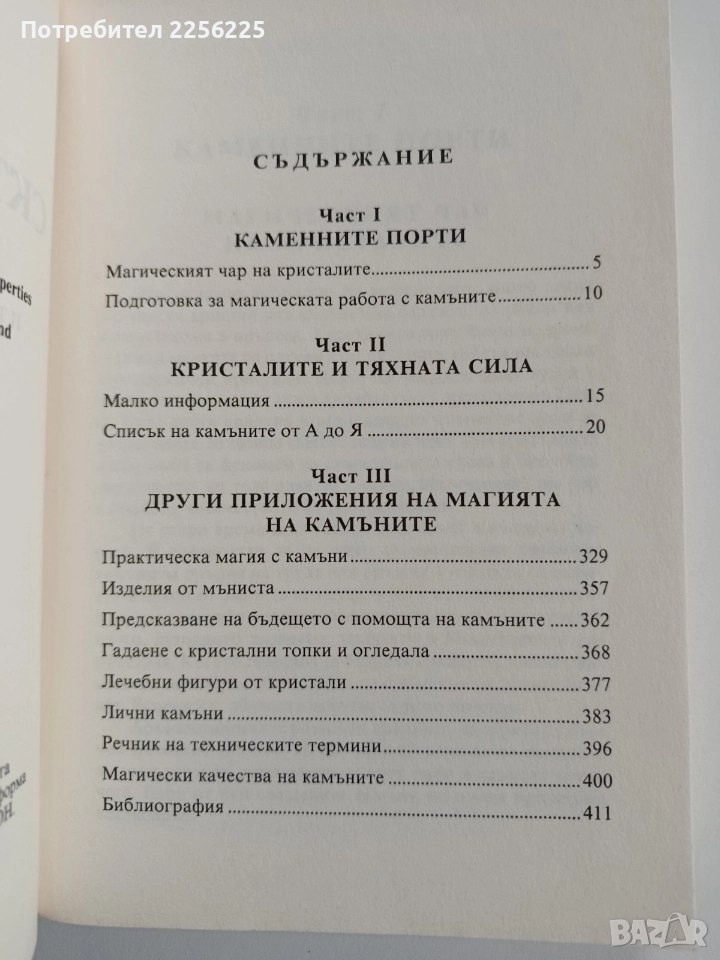 Потребител 2256225
СЪДЪРЖАНИЕ
Част I
КАМЕННИТЕ ПОРТИ
Магическият чар на кристалите 5
Подготовка за магическата работа с камъните 10
Част II
КРИСТАЛИТЕ И ТЯХНАТА СИЛА
Малко информация 15
Списък на камъните от А до Я 20
Част III
ДРУГИ ПРИЛОЖЕНИЯ НА МАГИЯТА
НА КАМЪНИТЕ
Практическа магия с камъни 329
Изделия от мъниста 357
Предсказване на бъдещето с помощта на камъните 362
Гадаене с кристални топки и огледала 368
Лечебни фигури от кристали 377
Лични камъни 383
Речник на техническите термини 396
Магически качества на камъните 400
Библиография 411
BAZAR